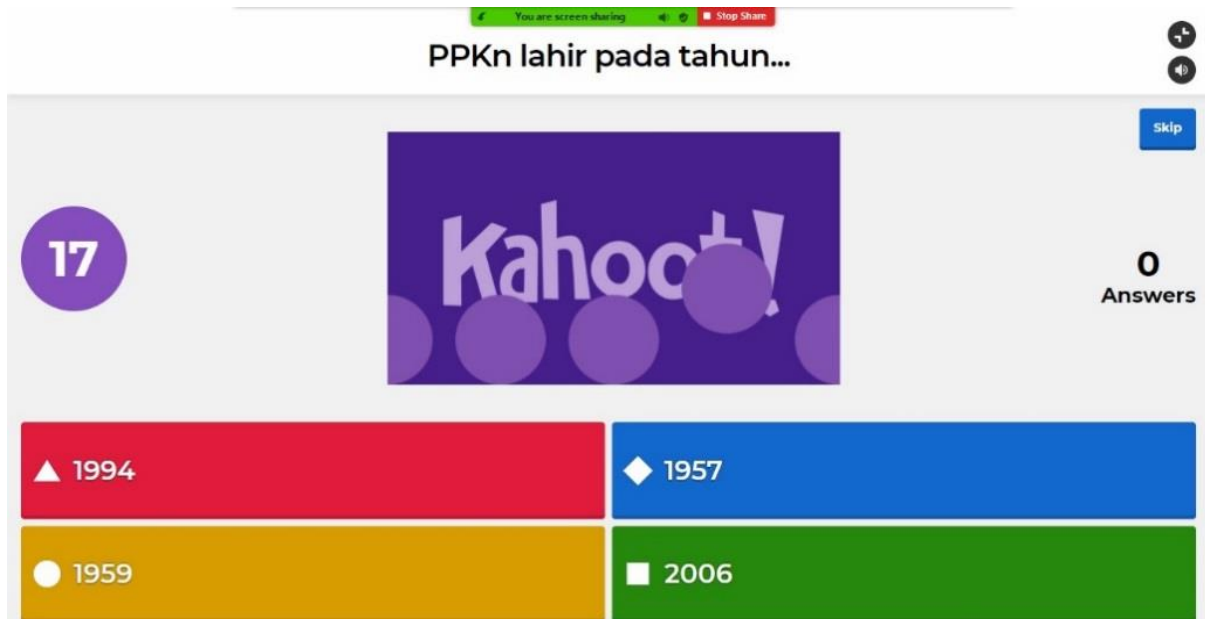 You are screen sharing Stop Share
PPKn lahir pada tahun...
Skip
17
Kahoot!
0
Answers
1994
1957
1959
2006